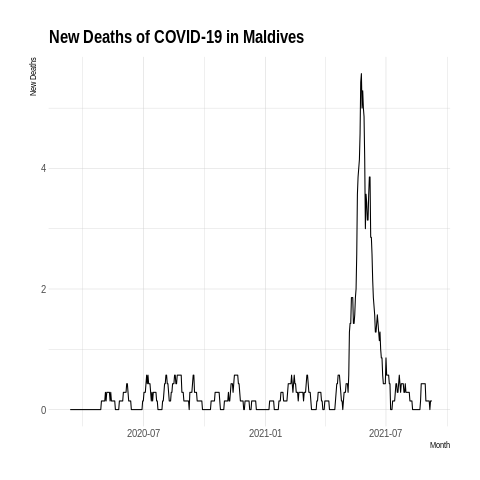 New Deaths of COVID-19 in Maldives
New Deaths
4
2
0
2020-07
2021-01
2021-07
Month